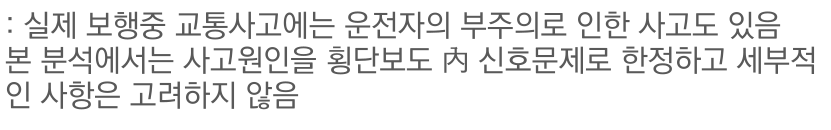 : 실제 보행중 교통사고에는 운전자의 부주의로 인한 사고도 있음
본 분석에서는 사고원인을 횡단보도 內 신호문제로 한정하고 세부적
인 사항은 고려하지 않음